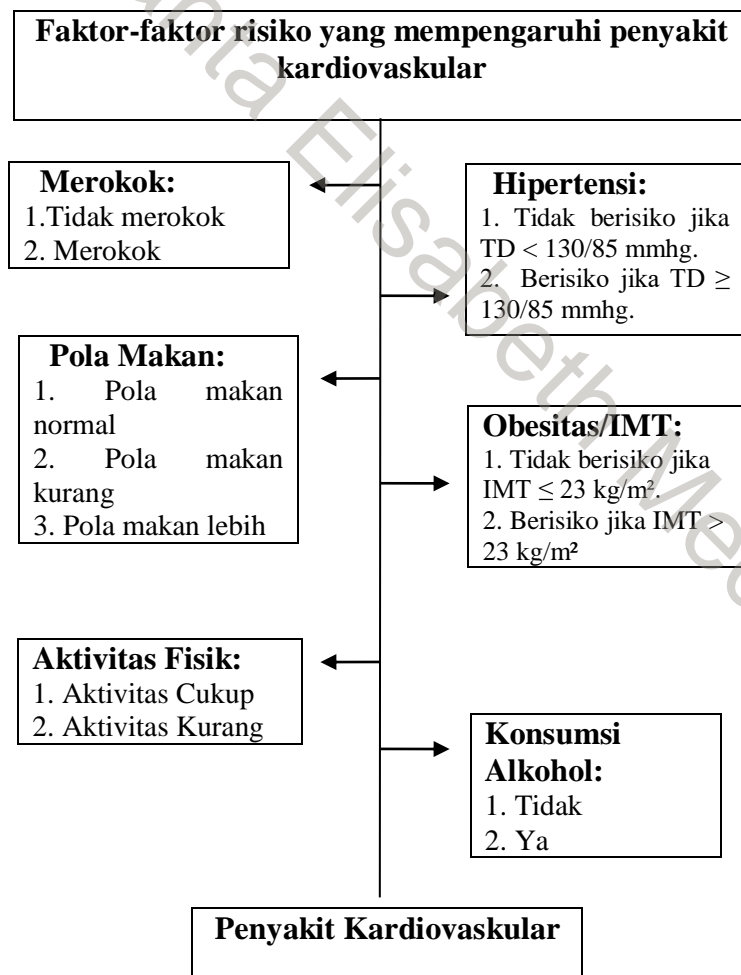 Faktor-faktor risiko yang mempengaruhi penyakit
kardiovaskular
Merokok:
1.Tidak merokok
2. Merokok
Hipertensi:
1. Tidak berisiko jika
TD < 130/85 mmhg.
2. Berisiko jika TD ≥
130/85 mmhg.
Pola Makan:
1. Pola makan
normal
2. Pola makan
kurang
3. Pola makan lebih
Obesitas/IMT:
1. Tidak berisiko jika
IMT ≤ 23 kg/m².
2. Berisiko jika IMT >
23 kg/m²
Aktivitas Fisik:
1. Aktivitas Cukup
2. Aktivitas Kurang
Konsumsi
Alkohol:
1. Tidak
2. Ya
Penyakit Kardiovaskular
Elisabeth